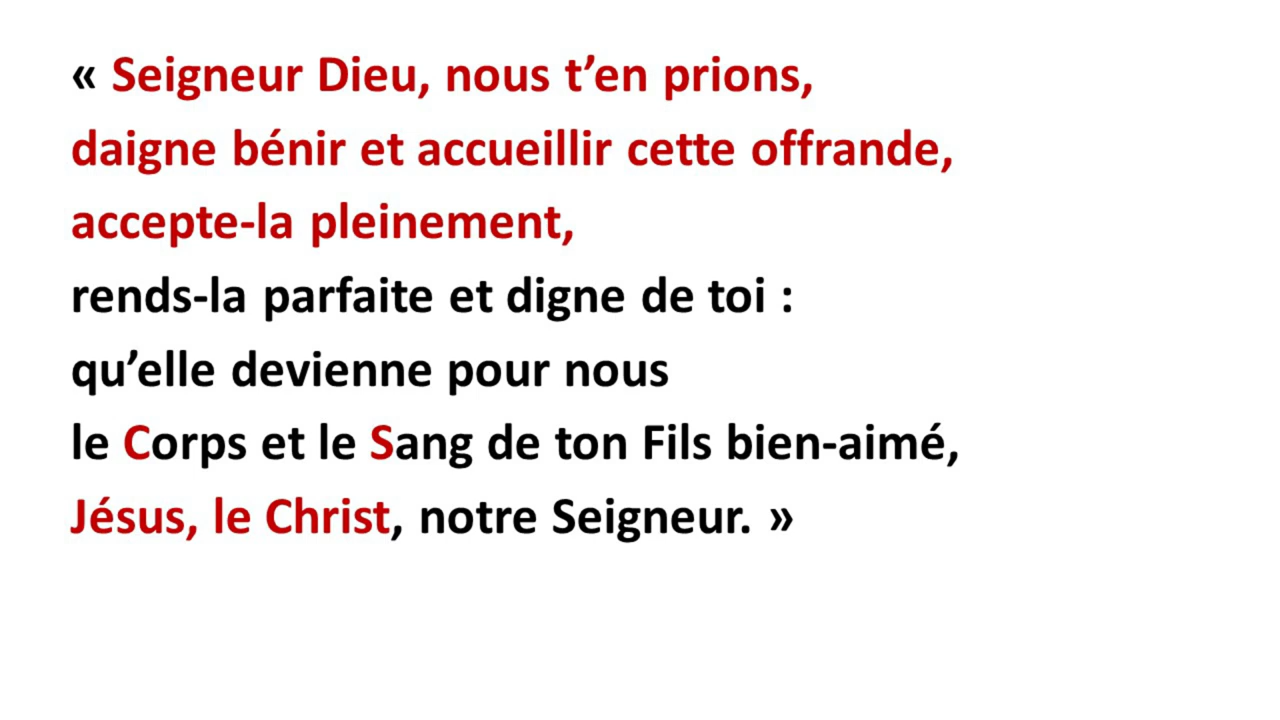 « Seigneur Dieu, nous t’en prions,
daigne bénir et accueillir cette offrande,
accepte-la pleinement,
rends-la parfaite et digne de toi :
qu’elle devienne pour nous
le Corps et le Sang de ton Fils bien-aimé,
Jésus, le Christ, notre Seigneur. »